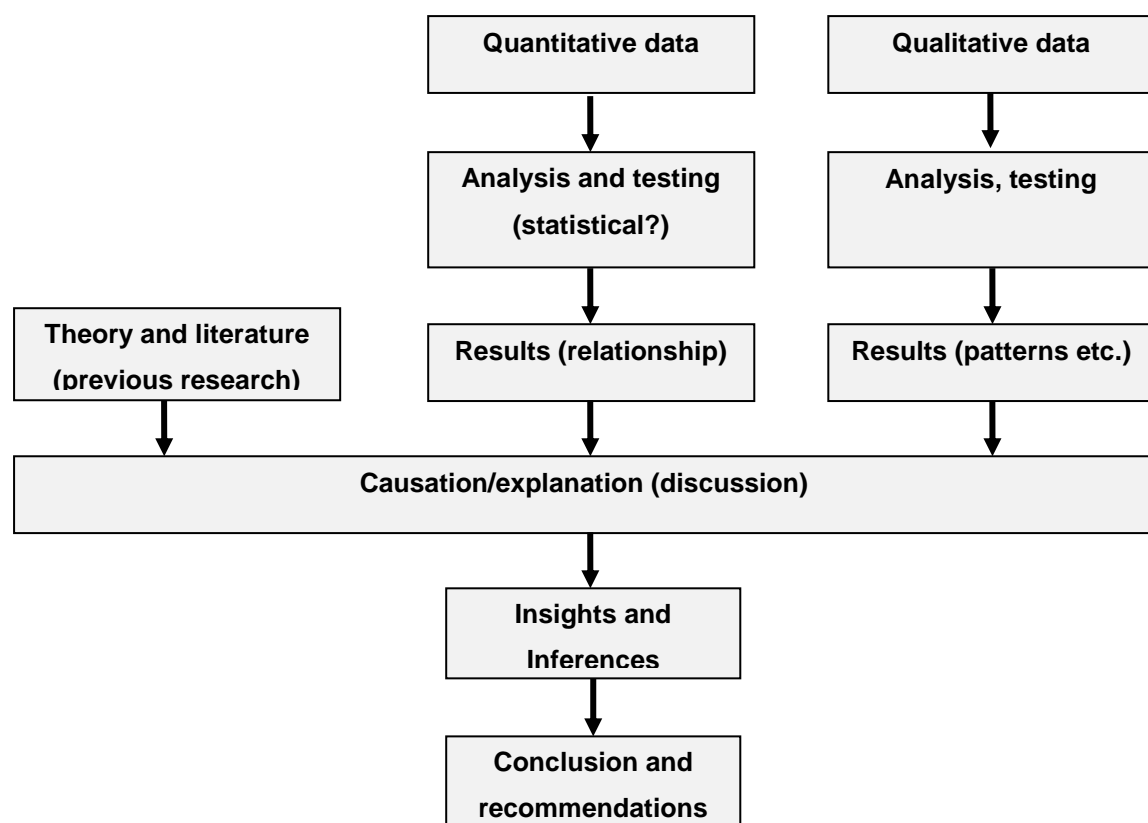 Quantitative data
Qualitative data
Analysis and testing
(statistical?)
Analysis, testing
Theory and literature
(previous research)
Results (relationship)
Results (patterns etc.)
Causation/explanation (discussion)
Insights and
Inferences
Conclusion and
recommendations